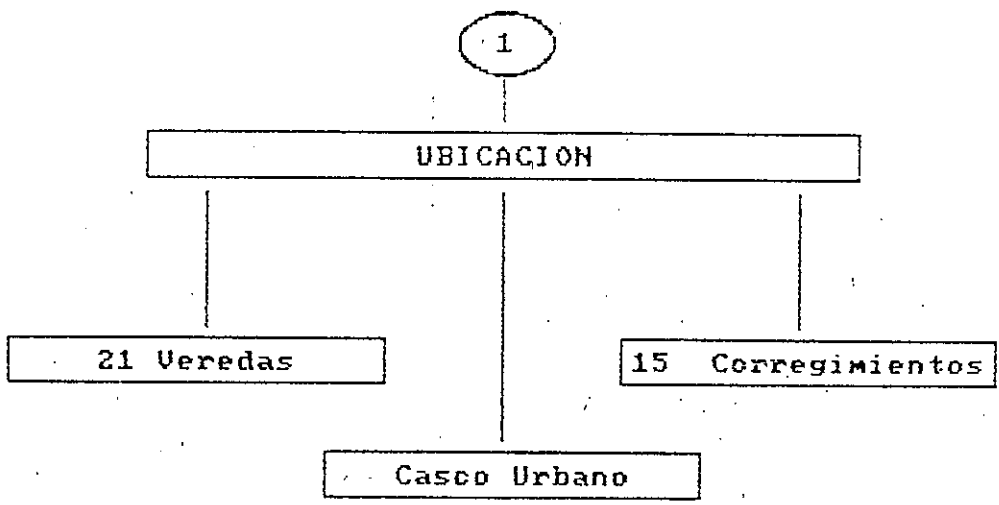 1
UBICACION
21 Veredas
15 Corregimientos
Casco Urbano